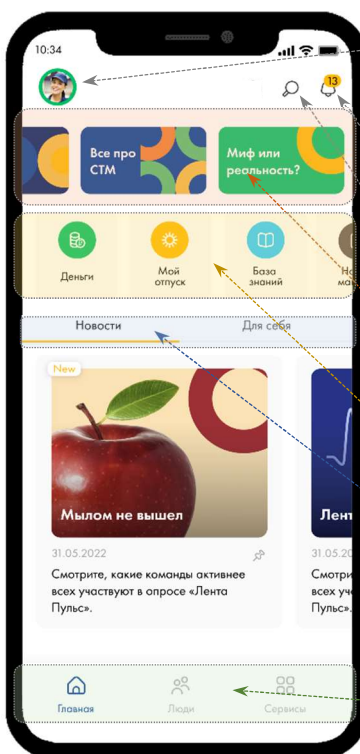 10:34
13
Все про
СТМ
Миф или
реальность?
Деньги
Мой
отпуск
База
знаний
Новости
Для себя
New
Мылом не вышел
Лент
31.05.2022
31.05.20
Смотрите, какие команды активнее
всех участвуют в опросе «Лента
Пульс».
Смотри
всех уча
Пульс».
Главная
Люди
Сервисы